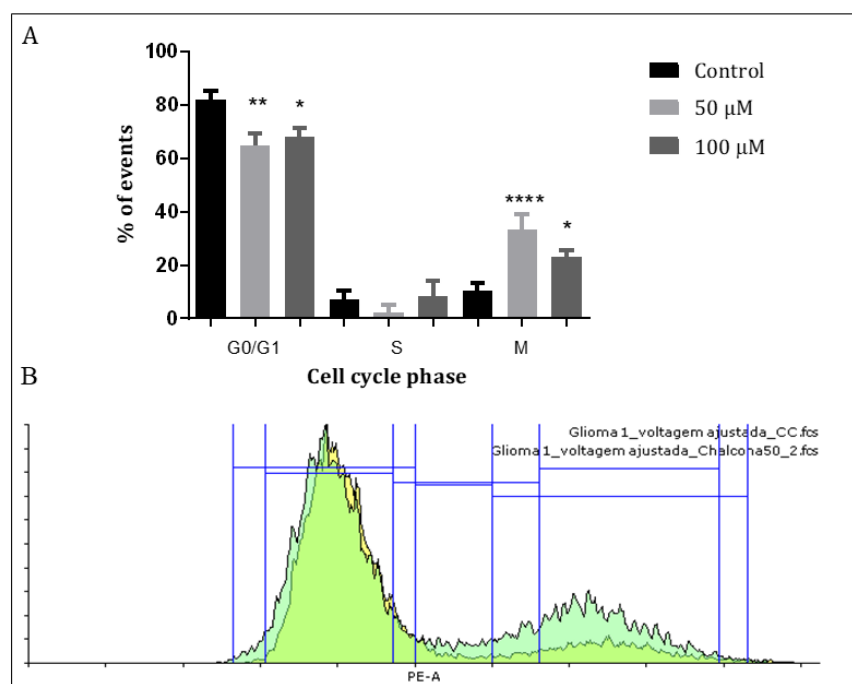 A
100
80
60
40
20
0
% of events
** * **** *
G0/G1 S M
Cell cycle phase
Control
50 μM
100 μM
B
Glioma 1_voltagem ajustada_CC.fcs
Glioma 1_voltagem ajustada_Chalcona50_2.fcs
PE-A